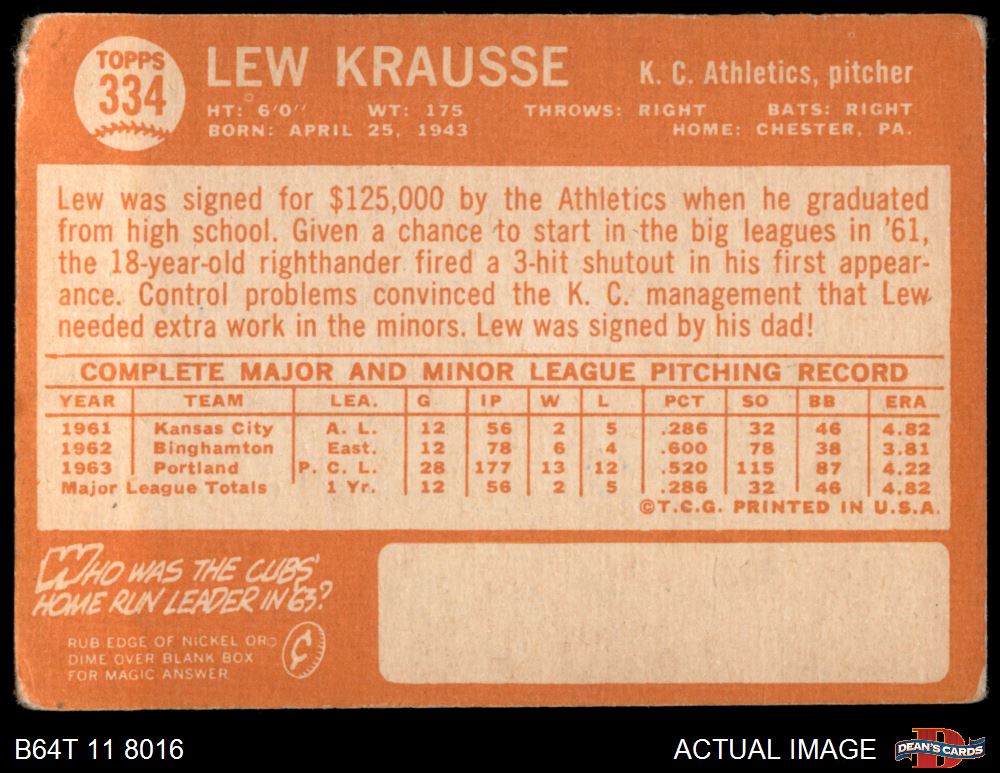 TOPPS
334
LEW KRAUSSE
K. C. Athletics, pitcher
HT: 6'0" WT: 175 THROWS: RIGHT BATS: RIGHT
BORN: APRIL 25, 1943 HOME: CHESTER, PA.
Lew was signed for $125,000 by the Athletics when he graduated
from high school. Given a chance to start in the big leagues in '61,
the 18-year-old righthander fired a 3-hit shutout in his first appear-
ance. Control problems convinced the K. C. management that Lew
needed extra work in the minors. Lew was signed by his dad!
COMPLETE MAJOR AND MINOR LEAGUE PITCHING RECORD
YEAR TEAM LEA. G IP W L PCT SO BB ERA
1961 Kansas City A. L. 12 56 2 5 .286 32 46 4.82
1962 Binghamton East. 12 78 6 4 .600 78 38 3.81
1963 Portland P. C. L. 28 177 13 12 .520 115 87 4.22
Major League Totals 1 Yr. 12 56 2 5 .286 32 46 4.82
©T.C.G. PRINTED IN U.S.A.
WHO WAS THE CUBS'
HOME RUN LEADER IN '63?
RUB EDGE OF NICKEL OR
DIME OVER BLANK BOX
FOR MAGIC ANSWER
¢
B64T 11 8016
ACTUAL IMAGE
D
DEAN'S CARDS